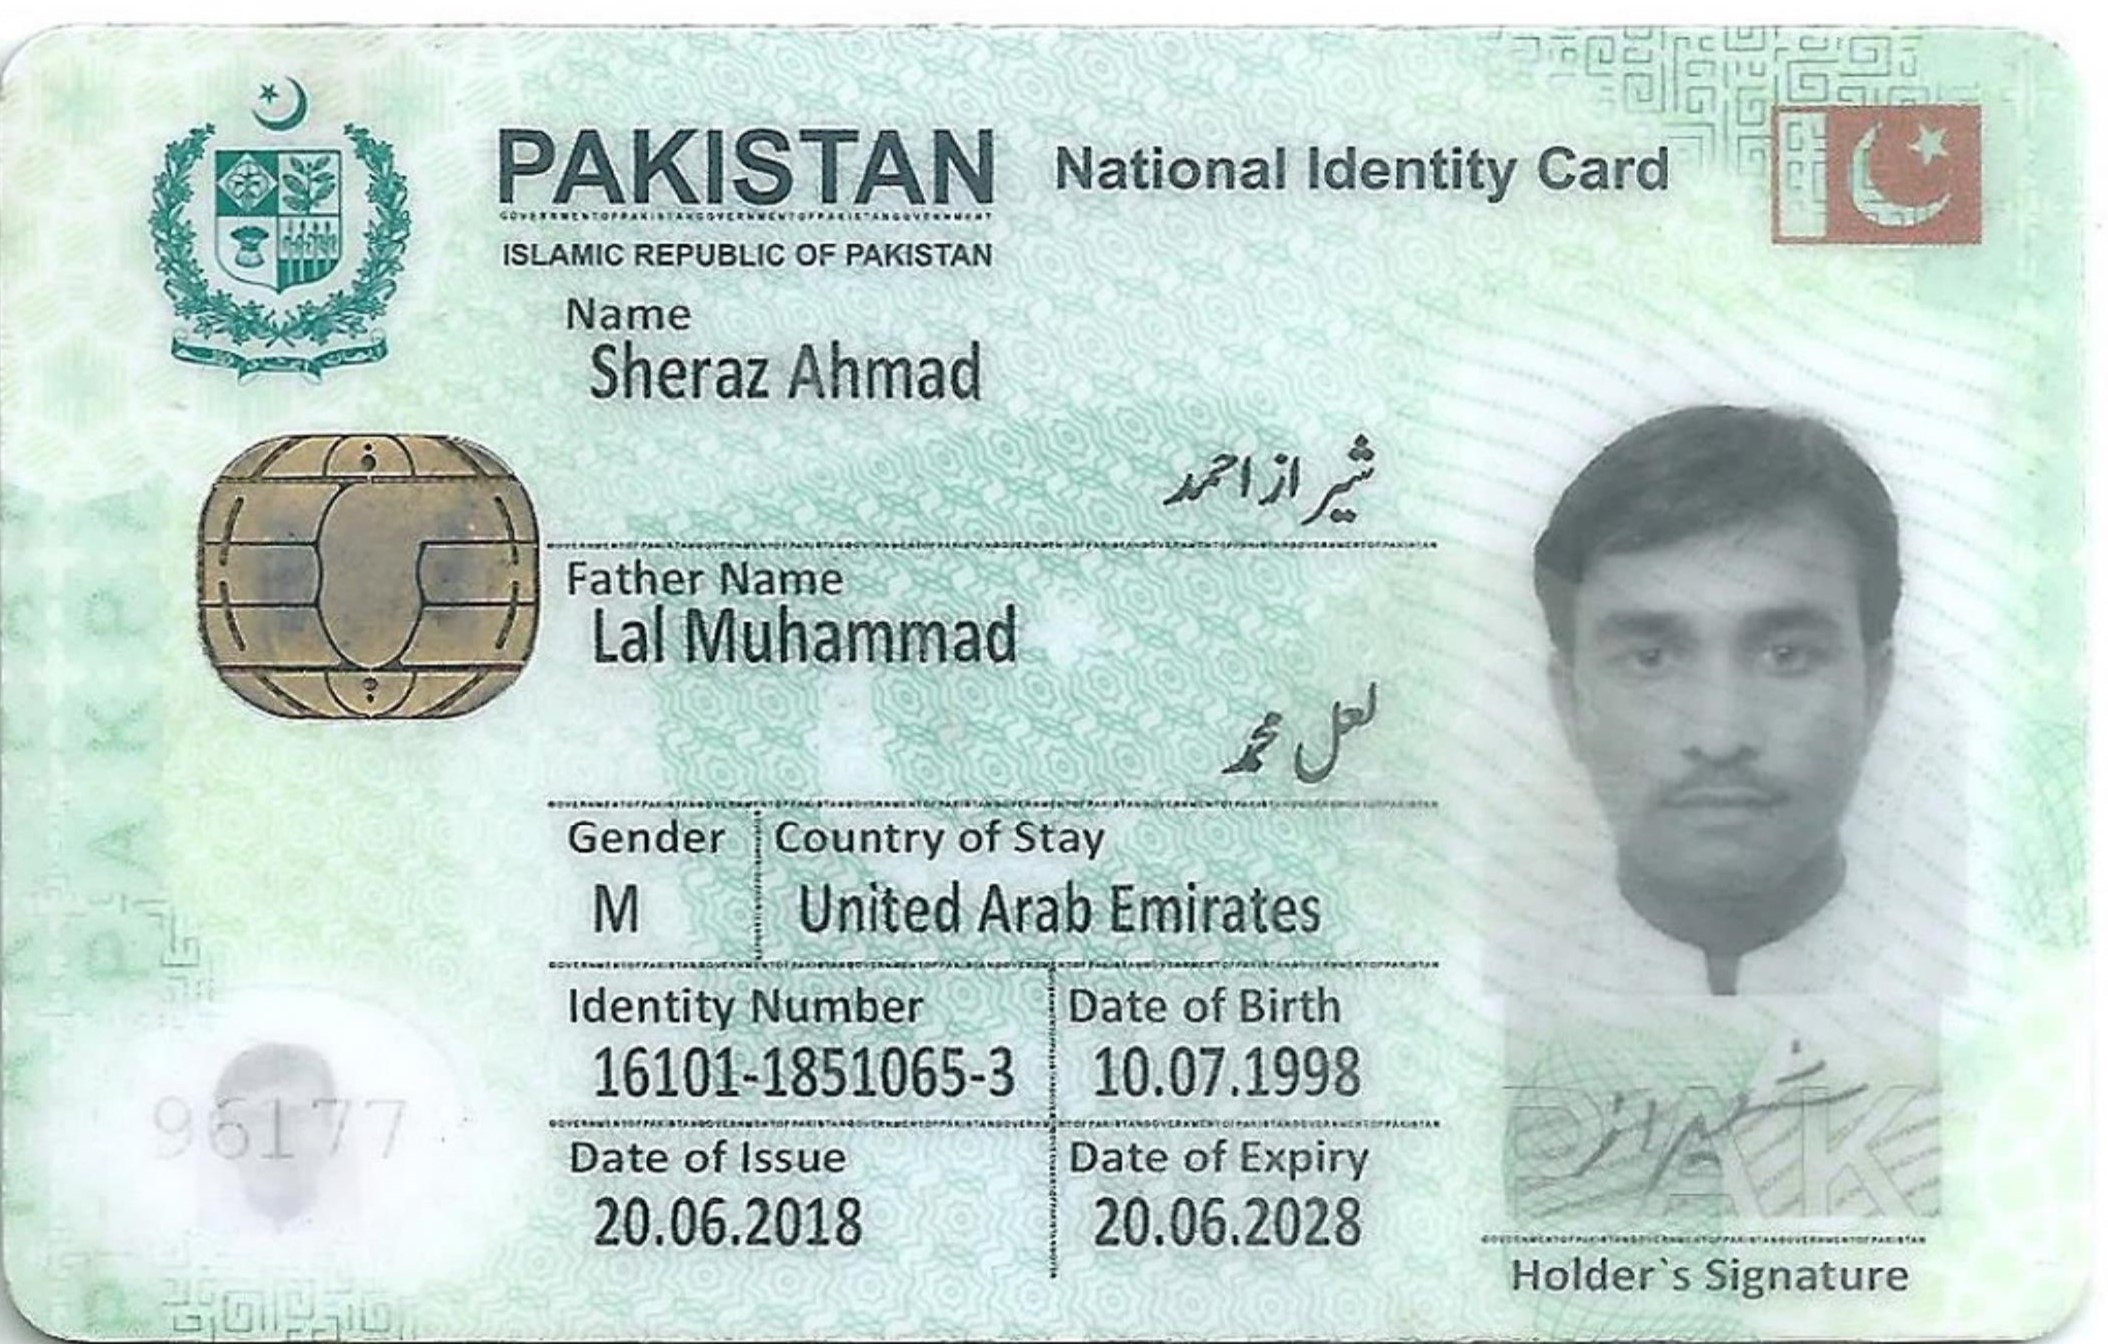 PAKISTAN National Identity Card
ISLAMIC REPUBLIC OF PAKISTAN
Name
Sheraz Ahmad
شیراز احمد
Father Name
Lal Muhammad
لعل محمد
Gender Country of Stay
M United Arab Emirates
Identity Number Date of Birth
16101-1851065-3 10.07.1998
96177
Date of Issue Date of Expiry
20.06.2018 20.06.2028
Holder`s Signature